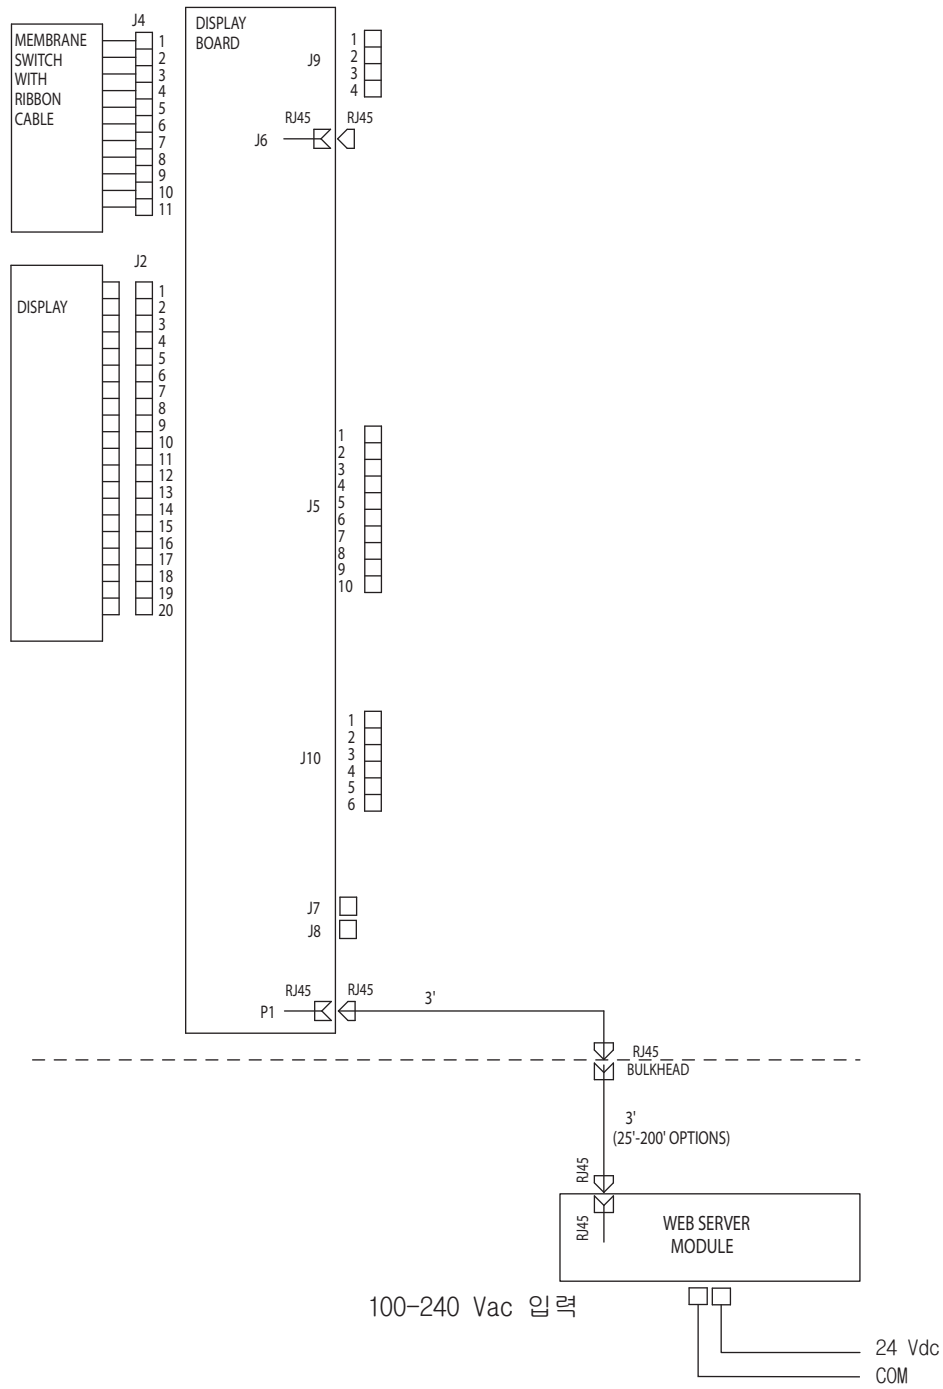 J4
MEMBRANE
SWITCH
WITH
RIBBON
CABLE
1
2
3
4
5
6
7
8
9
10
11
DISPLAY
BOARD
J9
1
2
3
4
RJ45
RJ45
J6
J2
DISPLAY
1
2
3
4
5
6
7
8
9
10
11
12
13
14
15
16
17
18
19
20
J5
1
2
3
4
5
6
7
8
9
10
J10
1
2
3
4
5
6
J7
J8
RJ45
RJ45
P1
3'
RJ45
BULKHEAD
3'
(25'-200' OPTIONS)
RJ45
RJ45
WEB SERVER
MODULE
100-240 Vac 입력
24 Vdc
COM